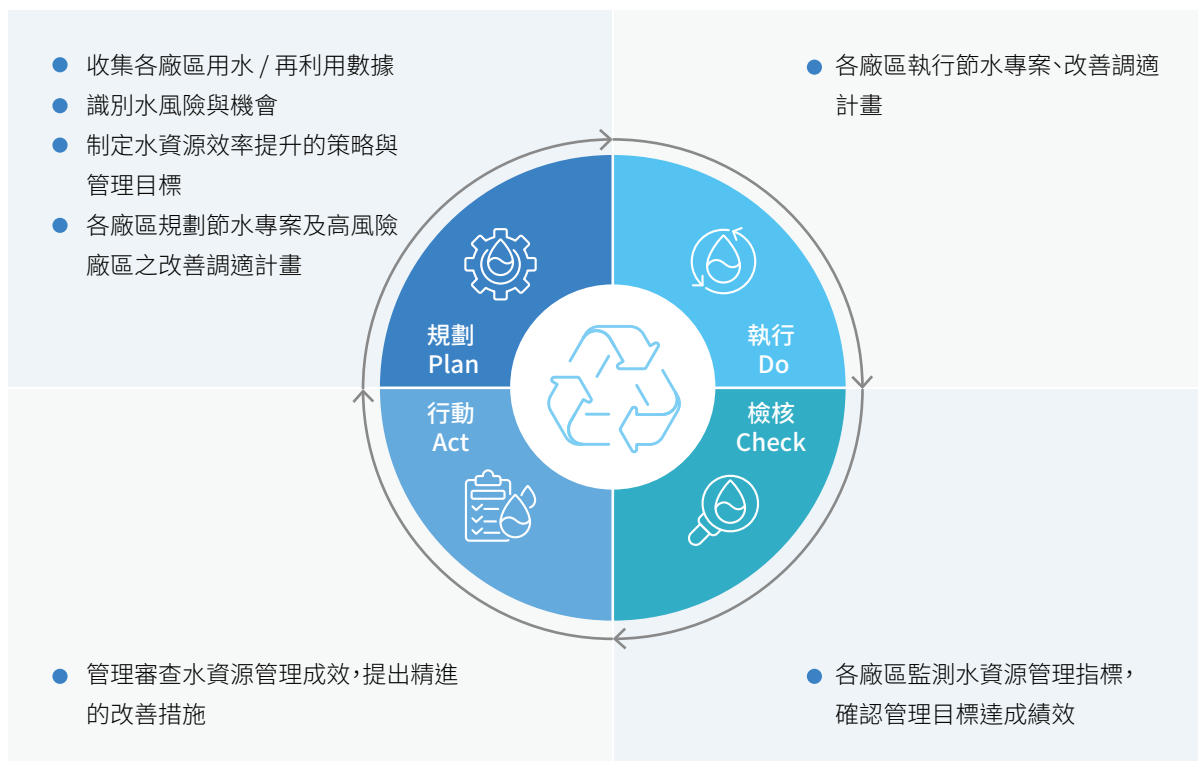 收集各廠區用水 / 再利用數據
識別水風險與機會
制定水資源效率提升的策略與
管理目標
各廠區規劃節水專案及高風險
廠區之改善調適計畫
各廠區執行節水專案、改善調適
計畫
規劃
Plan
執行
Do
行動
Act
檢核
Check
管理審查水資源管理成效，提出精進
的改善措施
各廠區監測水資源管理指標，
確認管理目標達成績效